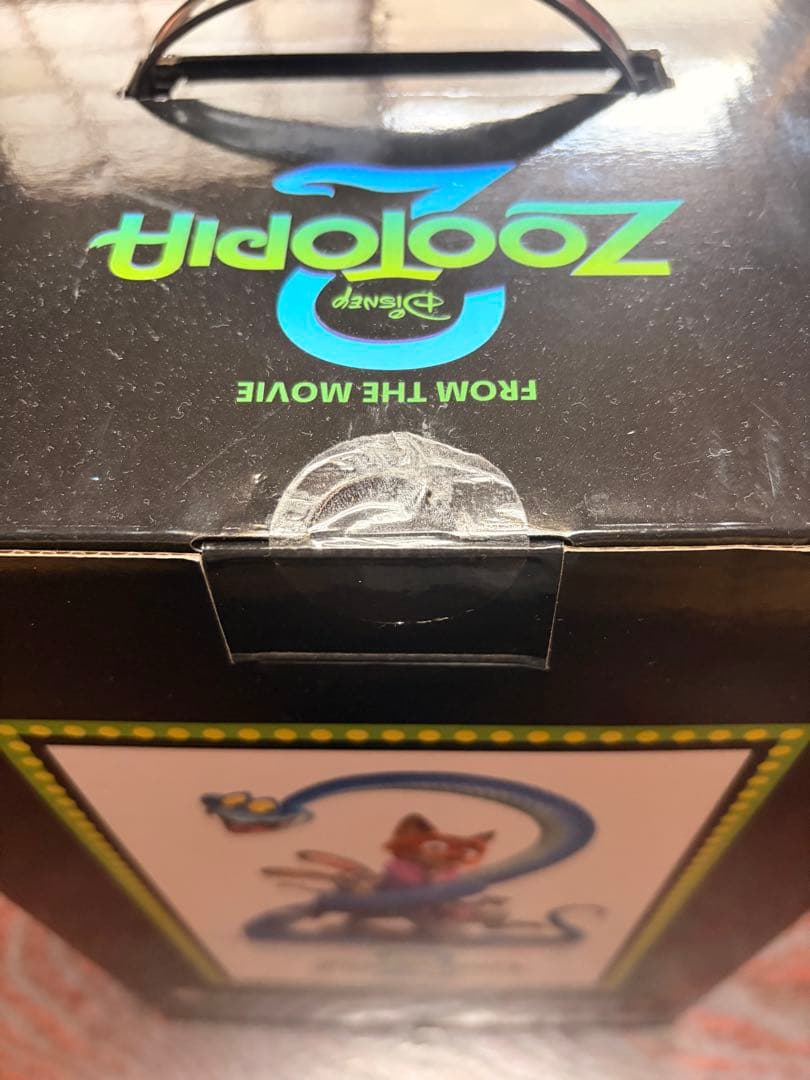 FROM THE MOVIE
DISNEY
ZOOTOPIA
2